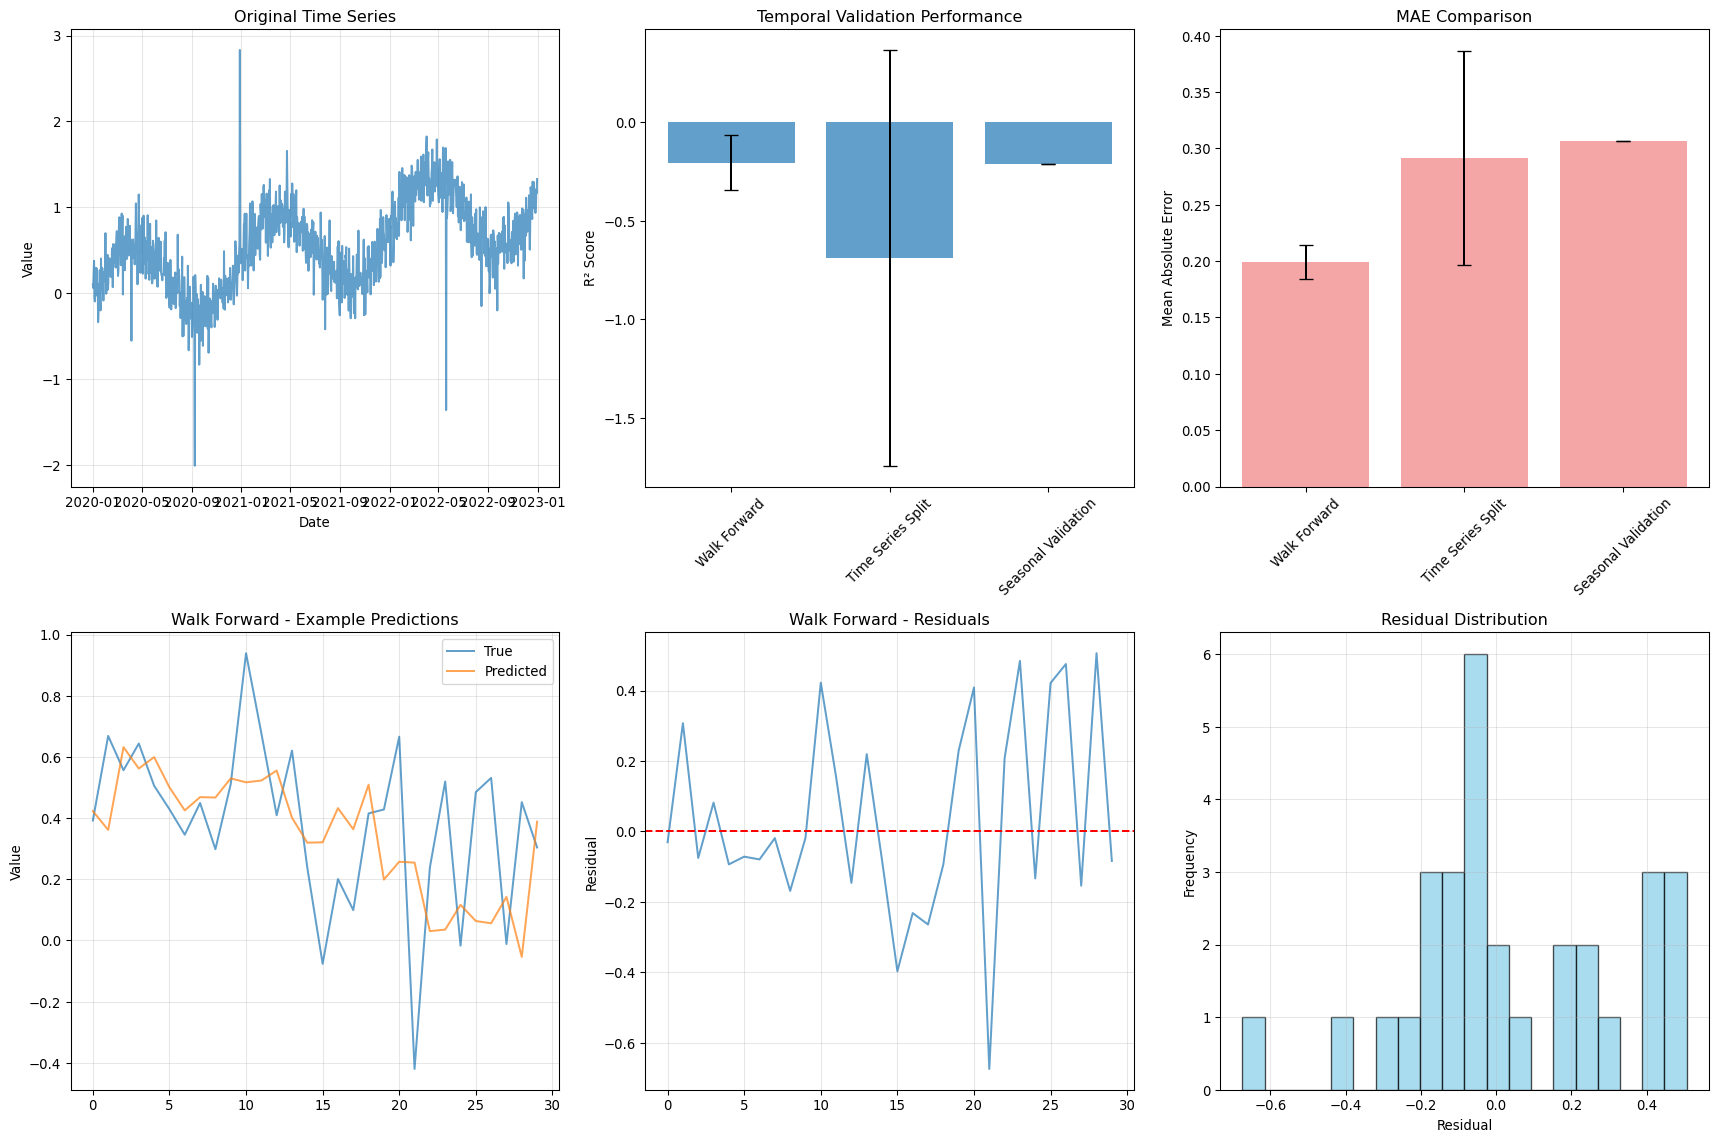 Original Time Series
Value
3
2
1
0
−1
−2
2020-01 2020-05 2020-09 2021-01 2021-05 2021-09 2022-01 2022-05 2022-09 2023-01
Date
Temporal Validation Performance
R² Score
0.0
−0.5
−1.0
−1.5
Walk Forward
Time Series Split
Seasonal Validation
MAE Comparison
Mean Absolute Error
0.40
0.35
0.30
0.25
0.20
0.15
0.10
0.05
0.00
Walk Forward
Time Series Split
Seasonal Validation
Walk Forward - Example Predictions
True
Predicted
Value
1.0
0.8
0.6
0.4
0.2
0.0
−0.2
−0.4
0 5 10 15 20 25 30
Walk Forward - Residuals
Residual
0.4
0.2
0.0
−0.2
−0.4
−0.6
0 5 10 15 20 25 30
Residual Distribution
Frequency
6
5
4
3
2
1
0
−0.6 −0.4 −0.2 0.0 0.2 0.4
Residual